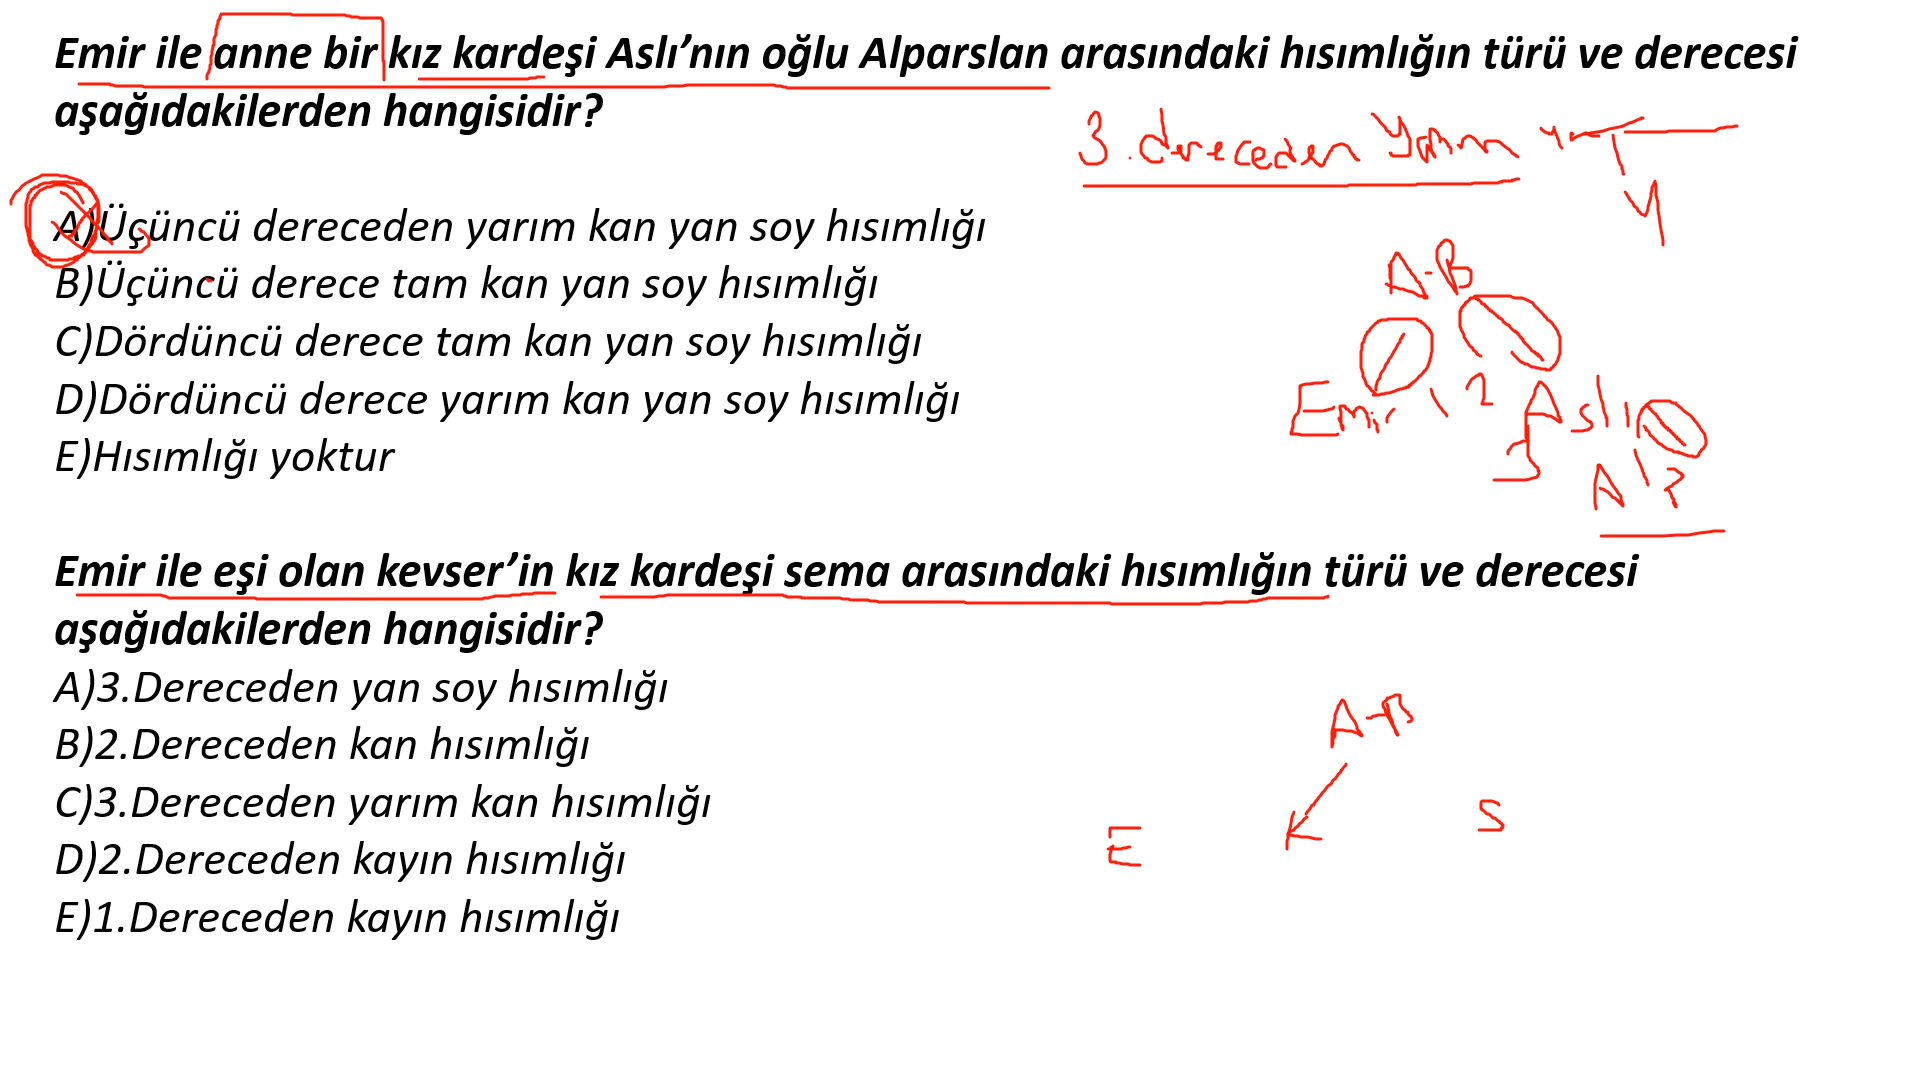 Emir ile anne bir kız kardeşi Aslı’nın oğlu Alparslan arasındaki hısımlığın türü ve derecesi
aşağıdakilerden hangisidir?
3. dereceden Yarım
Y
A)Üçüncü dereceden yarım kan yan soy hısımlığı
A-B
B)Üçüncü derece tam kan yan soy hısımlığı
C)Dördüncü derece tam kan yan soy hısımlığı
D)Dördüncü derece yarım kan yan soy hısımlığı
Emir 1 2 Aslı
3
E)Hısımlığı yoktur
A ?
Emir ile eşi olan kevser’in kız kardeşi sema arasındaki hısımlığın türü ve derecesi
aşağıdakilerden hangisidir?
A)3.Dereceden yan soy hısımlığı
A-B
B)2.Dereceden kan hısımlığı
C)3.Dereceden yarım kan hısımlığı
E S
D)2.Dereceden kayın hısımlığı
E)1.Dereceden kayın hısımlığı